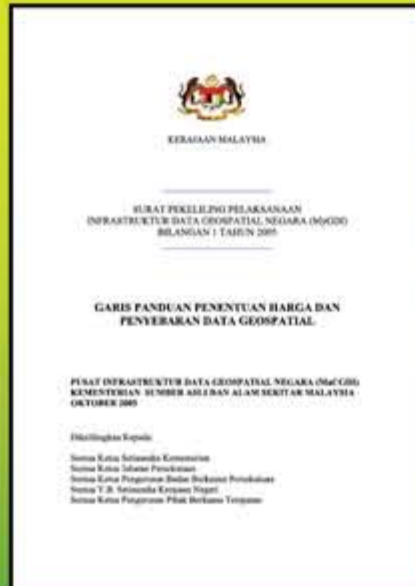 KERAJAAN MALAYSIA
SURAT PEKELILING PELAKSANAAN
INFRASTRUKTUR DATA GEOSPATIAL NEGARA (MyGDI)
BILANGAN 1 TAHUN 2005
GARIS PANDUAN PENENTUAN HARGA DAN
PENYEBARAN DATA GEOSPATIAL
PUSAT INFRASTRUKTUR DATA GEOSPATIAL NEGARA (MaCGDI)
KEMENTERIAN SUMBER ASLI DAN ALAM SEKITAR MALAYSIA
OKTOBER 2005
Dikelilingkan Kepada:
Semua Ketua Setiausaha Kementerian
Semua Ketua Jabatan Persekutuan
Semua Ketua Pengurusan Badan Berkanun Persekutuan
Semua Y.B. Setiausaha Kerajaan Negeri
Semua Ketua Pengurusan Pihak Berkuasa Tempatan